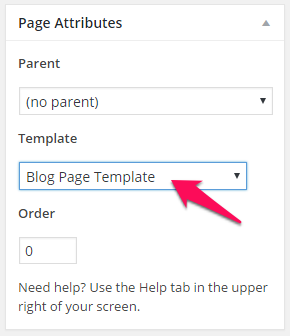 Page Attributes
Parent
(no parent)
Template
Blog Page Template
Order
0
Need help? Use the Help tab in the upper
right of your screen.